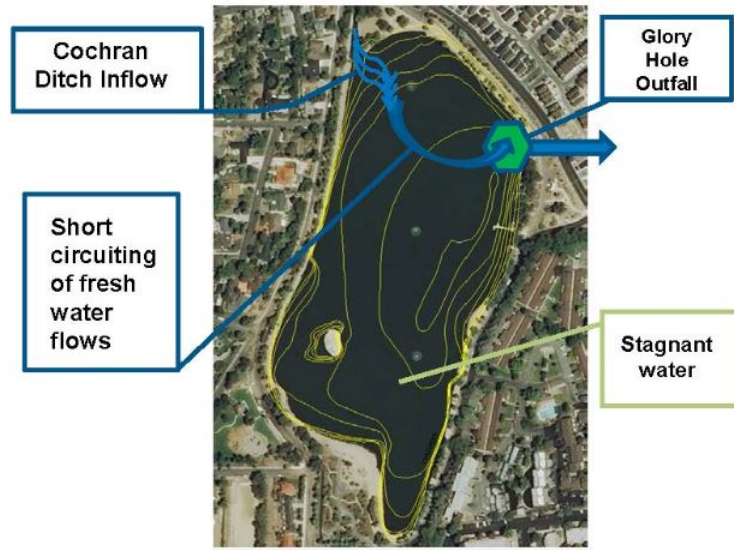 Cochran
Ditch Inflow
Glory
Hole
Outfall
Short
circuiting of
fresh
water
flows
Stagnant
water